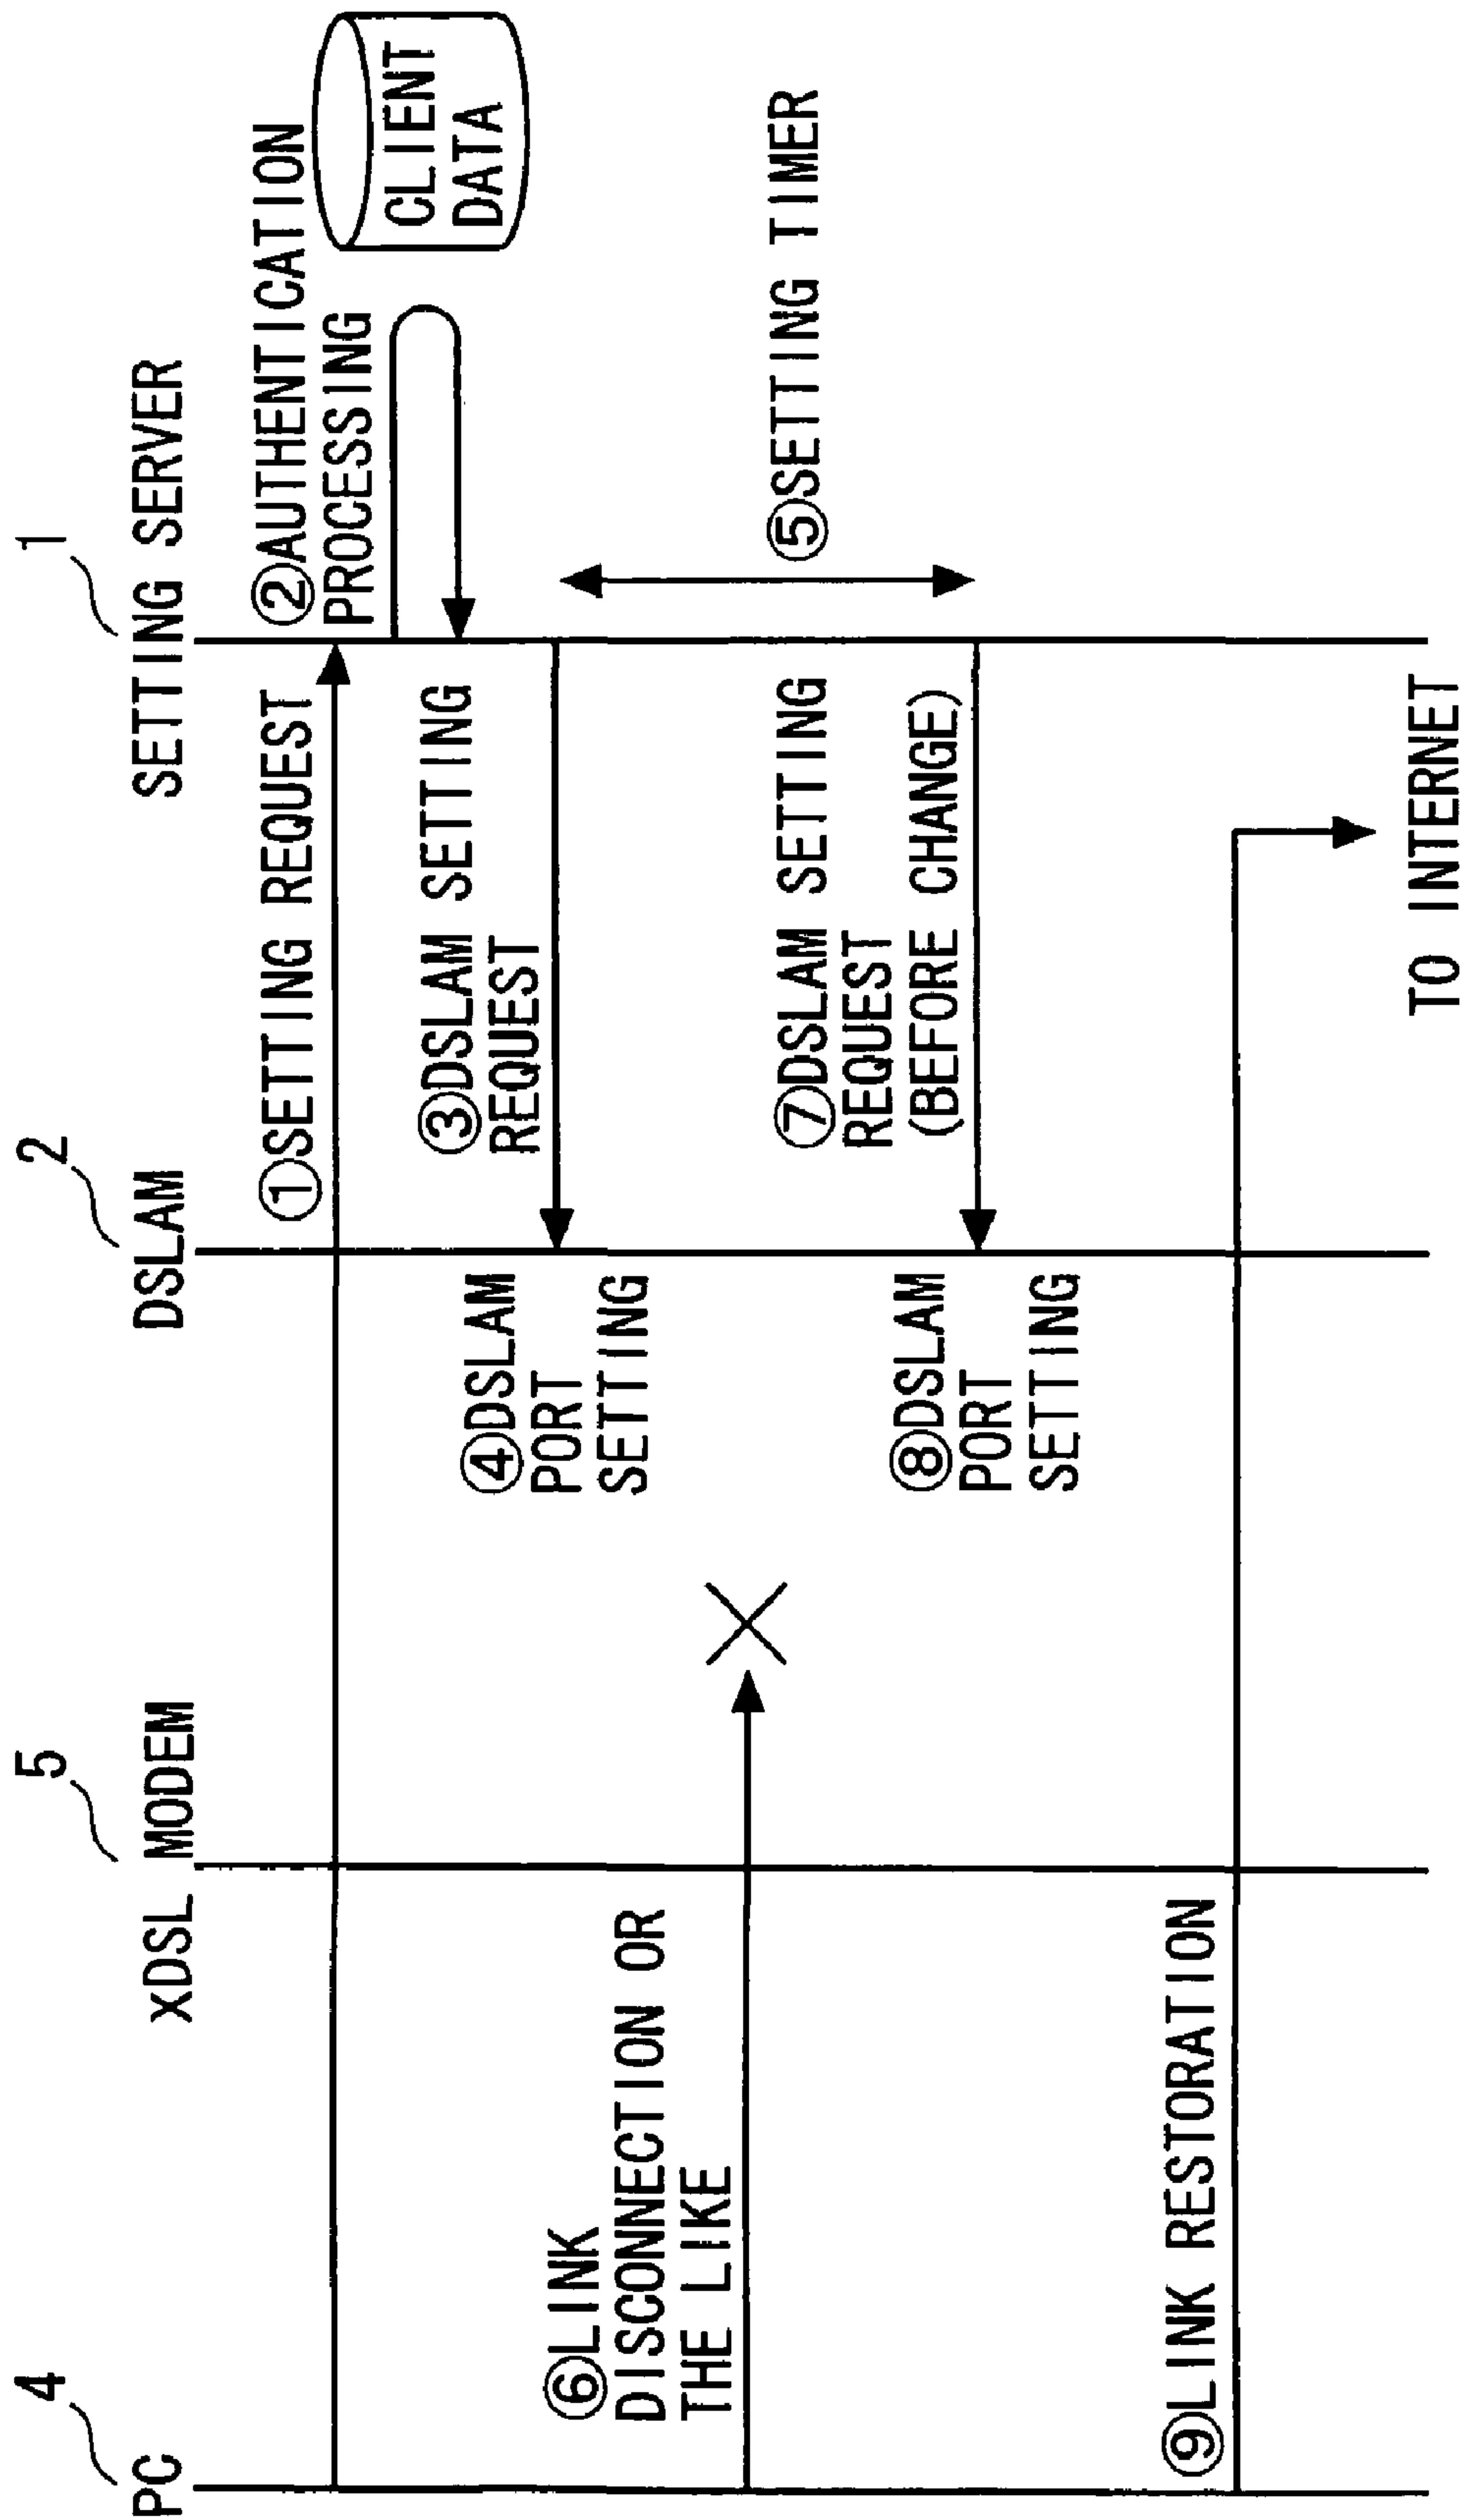 4
5
2
1
PC
xDSL MODEM
DSLAM
SETTING SERVER
①SETTING REQUEST
②AUTHENTICATION
PROCESSING
CLIENT
DATA
③DSLAM SETTING
REQUEST
④DSLAM
PORT
SETTING
⑤SETTING TIMER
⑥LINK
DISCONNECTION OR
THE LIKE
⑦DSLAM SETTING
REQUEST
(BEFORE CHANGE)
⑧DSLAM
PORT
SETTING
⑨LINK RESTORATION
TO INTERNET